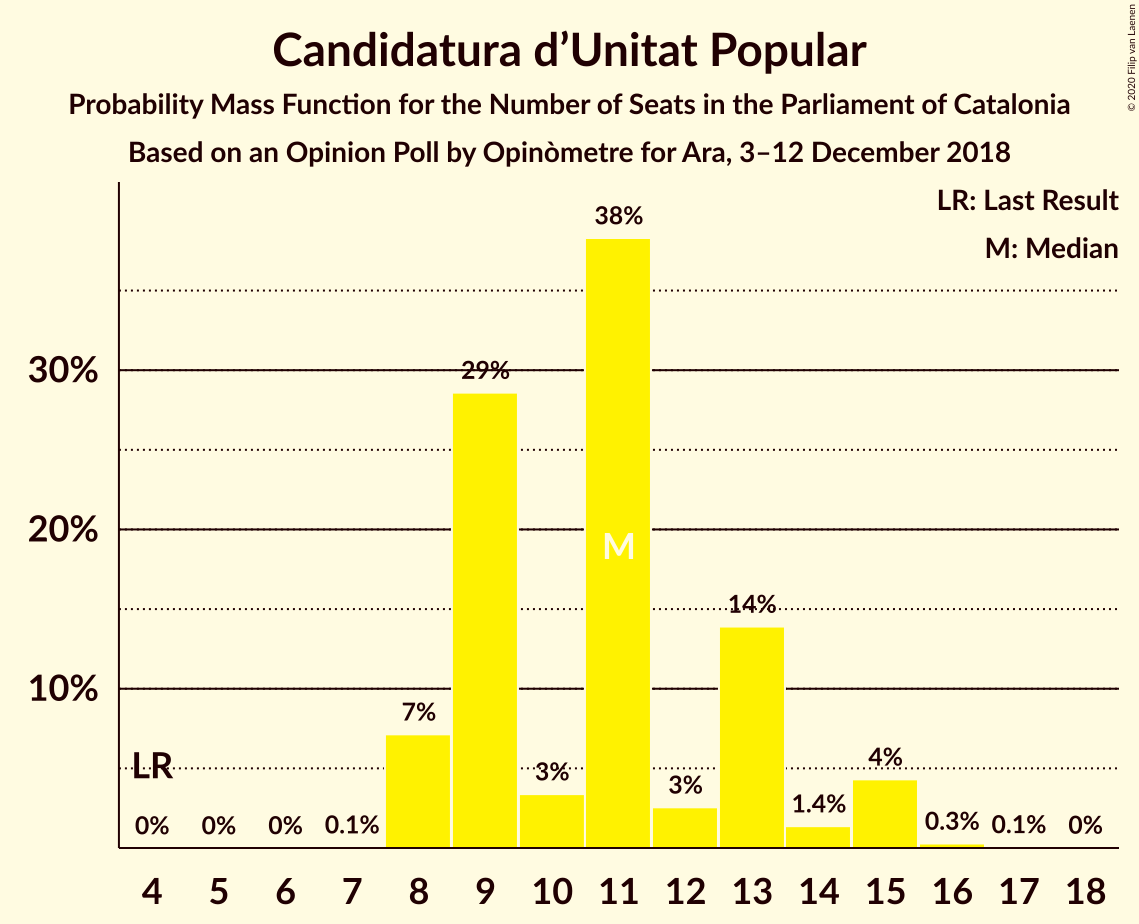 Candidatura d’Unitat Popular
Probability Mass Function for the Number of Seats in the Parliament of Catalonia
Based on an Opinion Poll by Opinòmetre for Ara, 3–12 December 2018
© 2020 Filip van Laenen
LR: Last Result
M: Median
38%
30%
29%
20%
M
14%
10%
7%
LR
3%
3%
4%
1.4%
0% 0% 0% 0.1% 0.3% 0.1% 0%
4 5 6 7 8 9 10 11 12 13 14 15 16 17 18